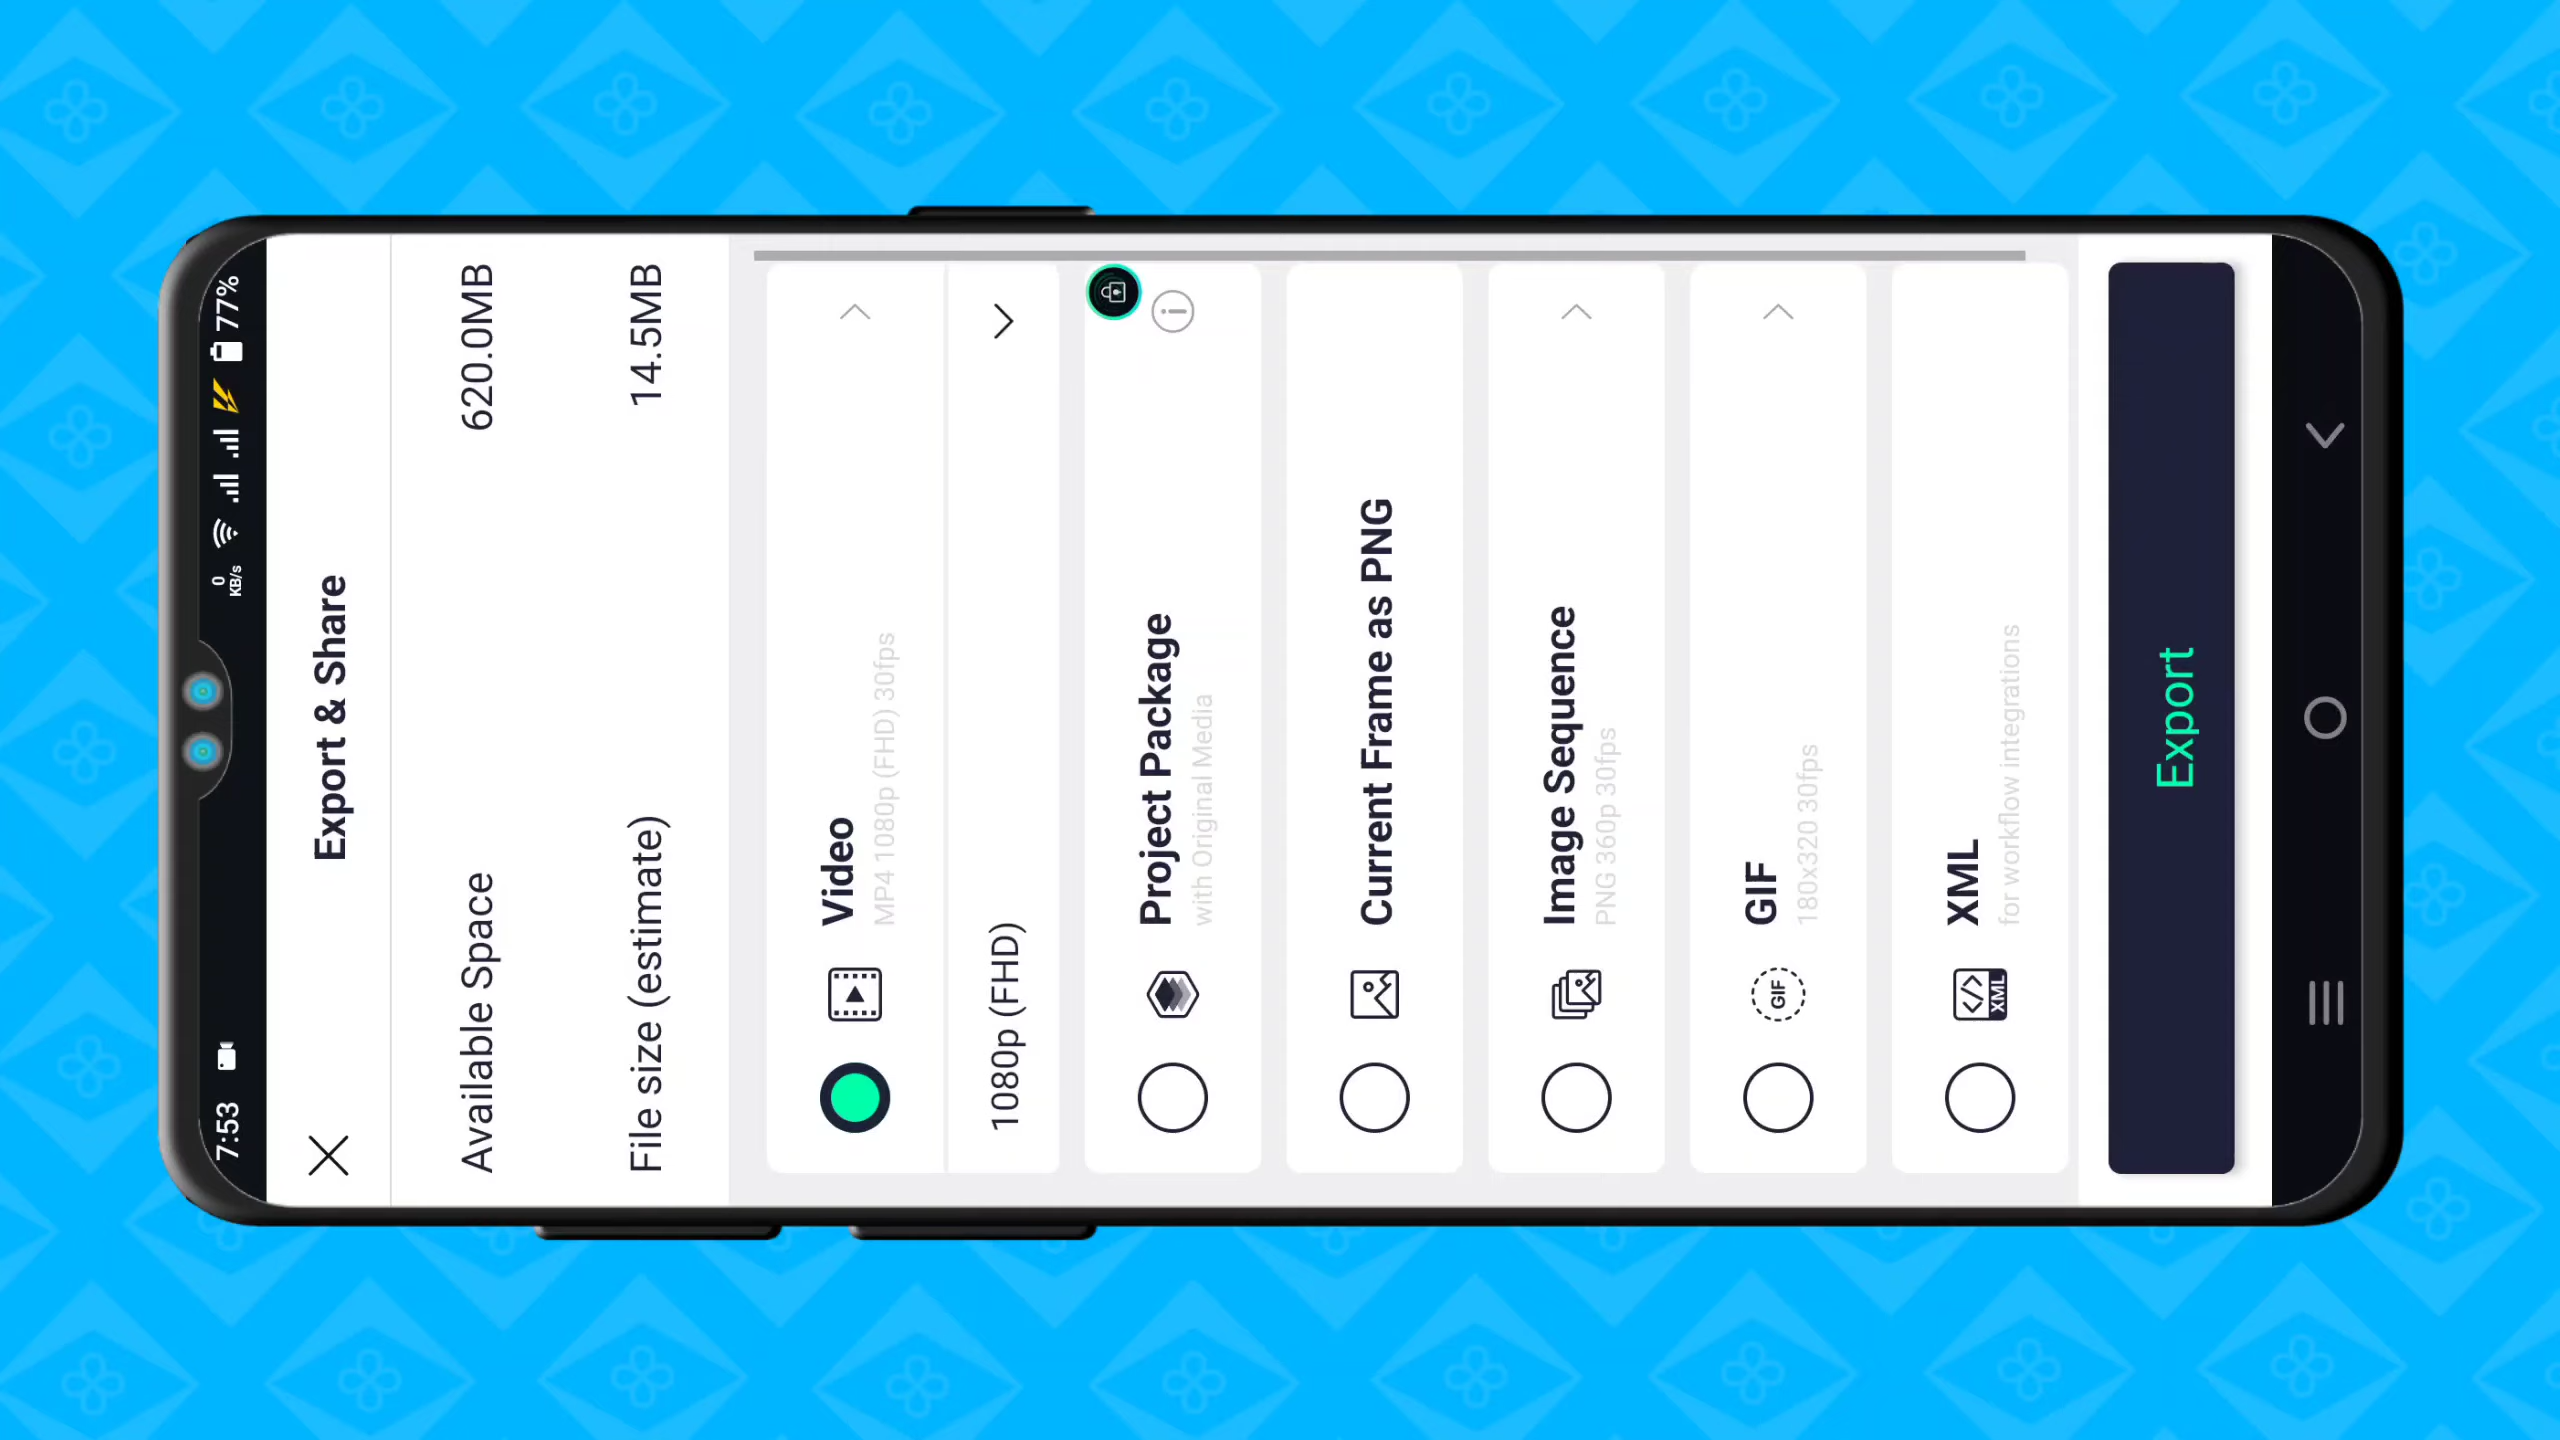 7:53
0
KB/s
77%
Export & Share
Available Space 620.0MB
File size (estimate) 14.5MB
Video
MP4 1080p (FHD) 30fps
1080p (FHD)
Project Package
with Original Media
Current Frame as PNG
Image Sequence
PNG 360p 30fps
GIF
GIF
180x320 30fps
XML
XML
for workflow integrations
Export